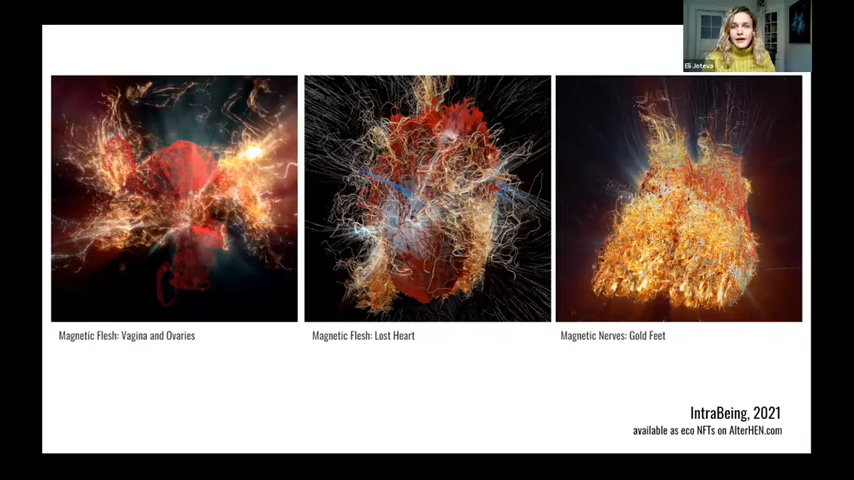 Eli Joteva
Magnetic Flesh: Vagina and Ovaries
Magnetic Flesh: Lost Heart
Magnetic Nerves: Gold Feet
IntraBeing, 2021
available as eco NFTs on AlterHEN.com